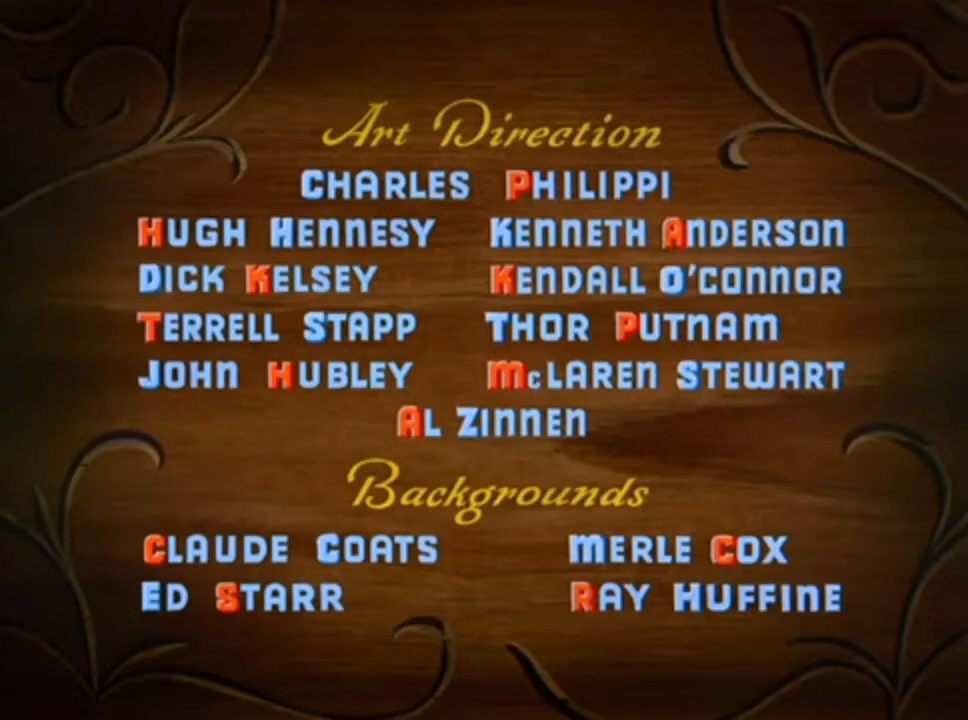 Art Direction
CHARLES PHILIPPI
HUGH HENNESY KENNETH ANDERSON
DICK KELSEY KENDALL O'CONNOR
TERRELL STAPP THOR PUTNAM
JOHN HUBLEY McLAREN STEWART
AL ZINNEN
Backgrounds
CLAUDE COATS MERLE COX
ED STARR RAY HUFFINE